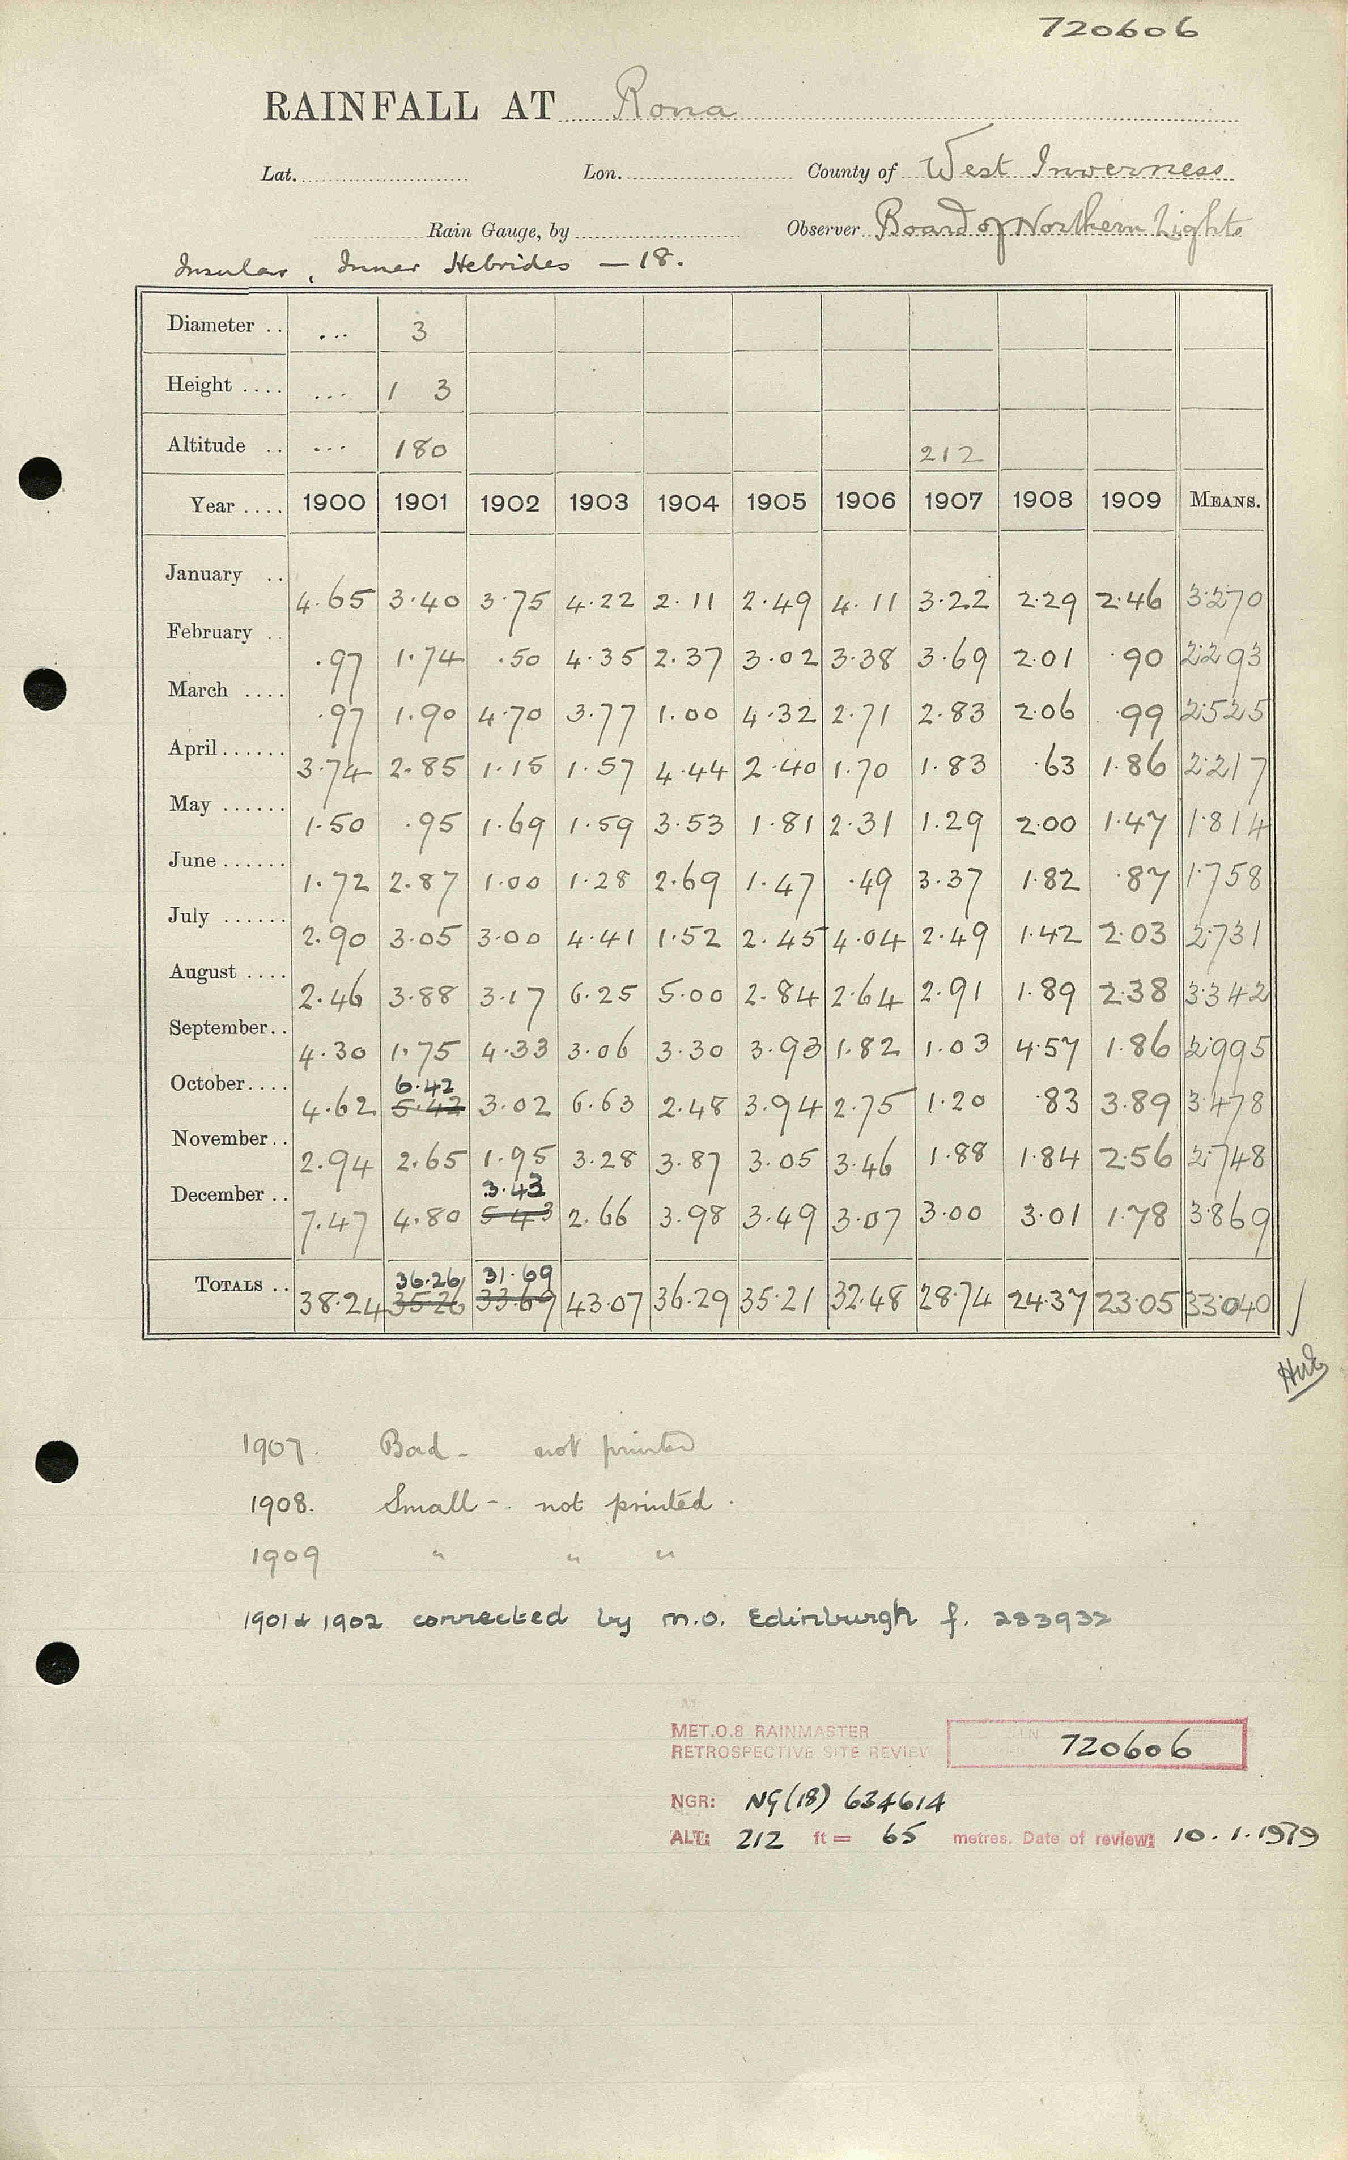 720606
RAINFALL AT Rona
Lat. Lon. County of West Inverness
Rain Gauge, by Observer Board of Northern Lights
Insular, Inner Hebrides — 18.
Diameter .. ... 3
Height .... ... 1 3
Altitude .. ... 180 212
Year .... 1900 1901 1902 1903 1904 1905 1906 1907 1908 1909 MEANS.
January .. 4.65 3.40 3.75 4.22 2.11 2.49 4.11 3.22 2.29 2.46 3.270
February .. .97 1.74 .50 4.35 2.37 3.02 3.38 3.69 2.01 .90 2.293
March .... .97 1.90 4.70 3.77 1.00 4.32 2.71 2.83 2.06 .99 2.525
April...... 3.74 2.85 1.15 1.57 4.44 2.40 1.70 1.83 .63 1.86 2.217
May ...... 1.50 .95 1.69 1.59 3.53 1.81 2.31 1.29 2.00 1.47 1.814
June ...... 1.72 2.87 1.00 1.28 2.69 1.47 .49 3.37 1.82 .87 1.758
July ...... 2.90 3.05 3.00 4.41 1.52 2.45 4.04 2.49 1.42 2.03 2.731
August .... 2.46 3.88 3.17 6.25 5.00 2.84 2.64 2.91 1.89 2.38 3.342
September.. 4.30 1.75 4.33 3.06 3.30 3.93 1.82 1.03 4.57 1.86 2.995
6.42
October.... 4.62 5.42 3.02 6.63 2.48 3.94 2.75 1.20 .83 3.89 3.478
November.. 2.94 2.65 1.95 3.28 3.87 3.05 3.46 1.88 1.84 2.56 2.748
3.43
December .. 7.47 4.80 5.43 2.66 3.98 3.49 3.07 3.00 3.01 1.78 3.869
36.26 31.69
TOTALS .. 38.24 35.26 33.69 43.07 36.29 35.21 32.48 28.74 24.37 23.05 33.040
1907. Bad - not printed
1908. Small - not printed.
1909 " " "
1901 & 1902 corrected by M.O. Edinburgh f. 283932
MET.O.8 RAINMASTER
RETROSPECTIVE SITE REVIEW 720606
NGR: NG (18) 634614
ALT: 212 ft = 65 metres. Date of review: 10.1.1979